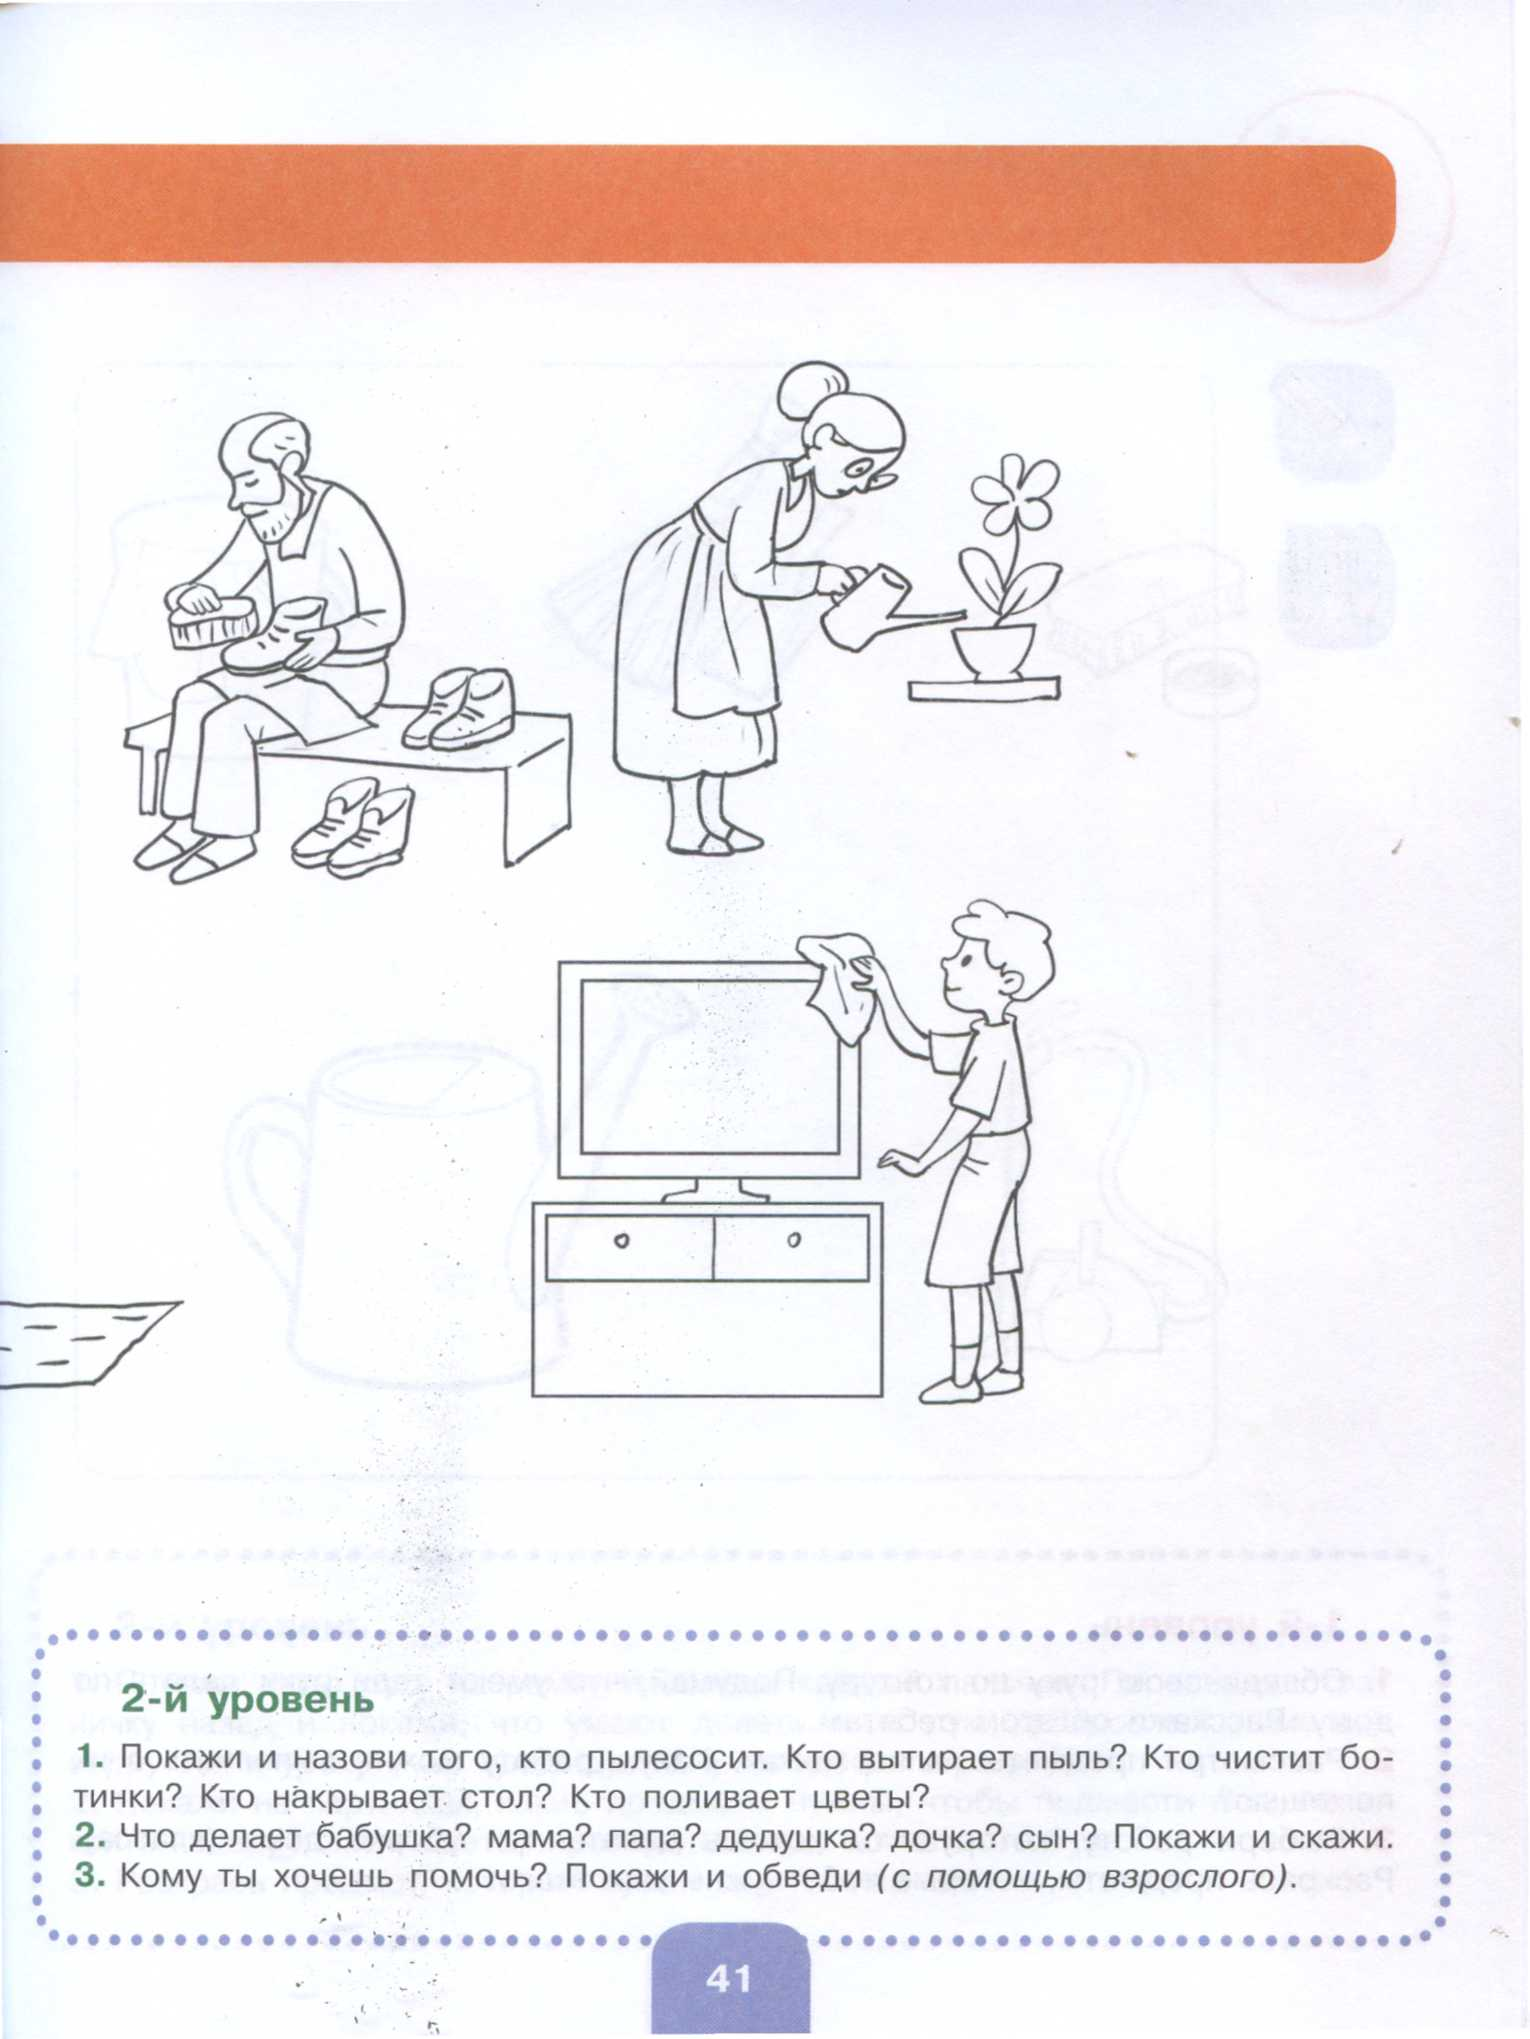 2-й уровень
1. Покажи и назови того, кто пылесосит. Кто вытирает пыль? Кто чистит бо-
тинки? Кто накрывает стол? Кто поливает цветы?
2. Что делает бабушка? мама? папа? дедушка? дочка? сын? Покажи и скажи.
3. Кому ты хочешь помочь? Покажи и обведи (с помощью взрослого).
41